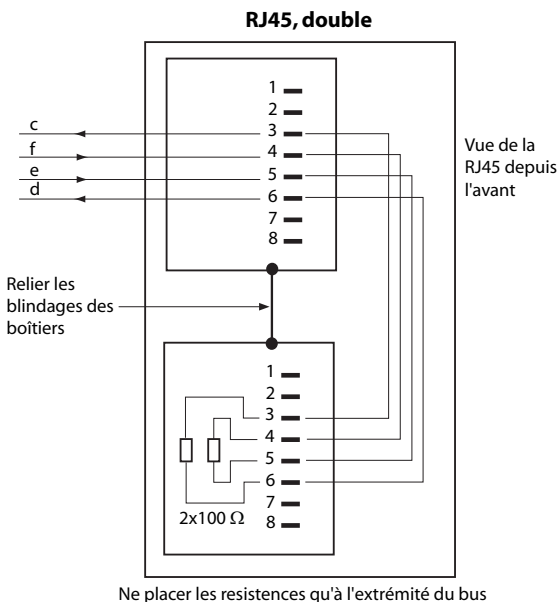 RJ45, double
1
2
c
3
f
4
e
5
d
6
7
8
Vue de la
RJ45 depuis
l'avant
Relier les
blindages des
boîtiers
1
2
3
4
5
6
7
2x100 Ω
8
Ne placer les resistences qu'à l'extrémité du bus